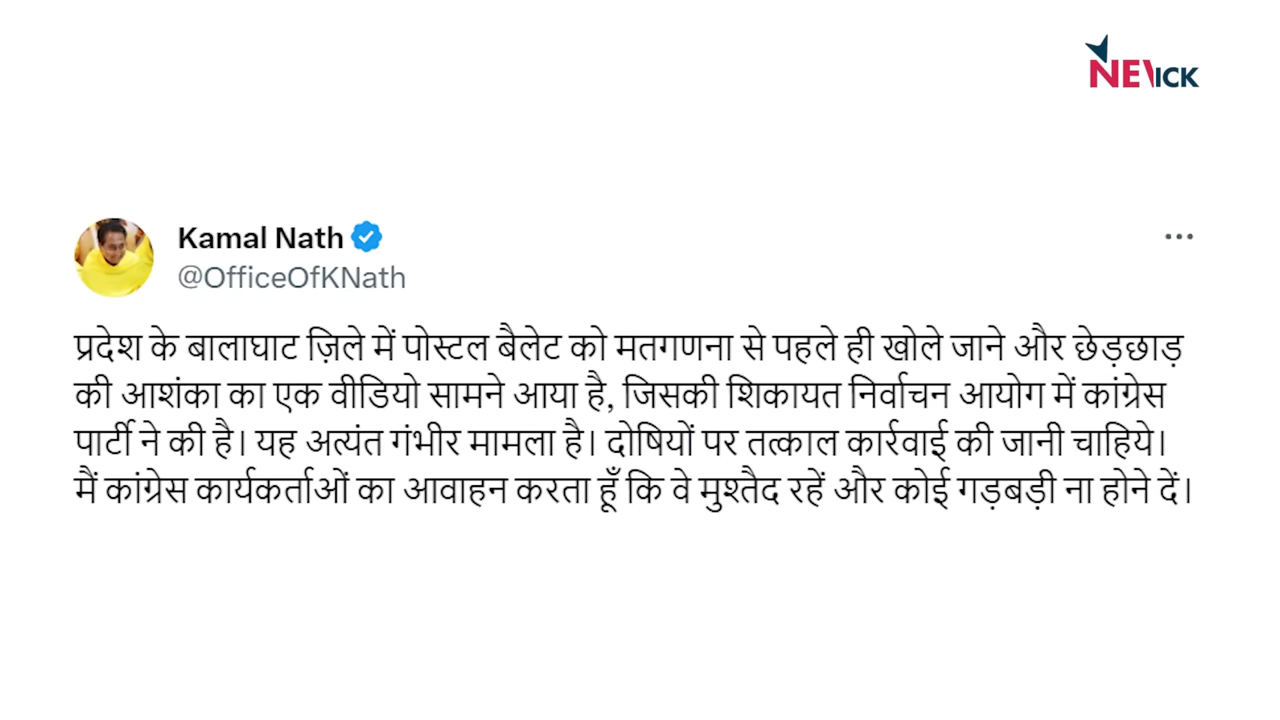 NEWICK
Kamal Nath
@OfficeOfKNath
प्रदेश के बालाघाट ज़िले में पोस्टल बैलेट को मतगणना से पहले ही खोले जाने और छेड़छाड़
की आशंका का एक वीडियो सामने आया है, जिसकी शिकायत निर्वाचन आयोग में कांग्रेस
पार्टी ने की है। यह अत्यंत गंभीर मामला है। दोषियों पर तत्काल कार्रवाई की जानी चाहिये।
मैं कांग्रेस कार्यकर्ताओं का आवाहन करता हूँ कि वे मुश्तैद रहें और कोई गड़बड़ी ना होने दें।